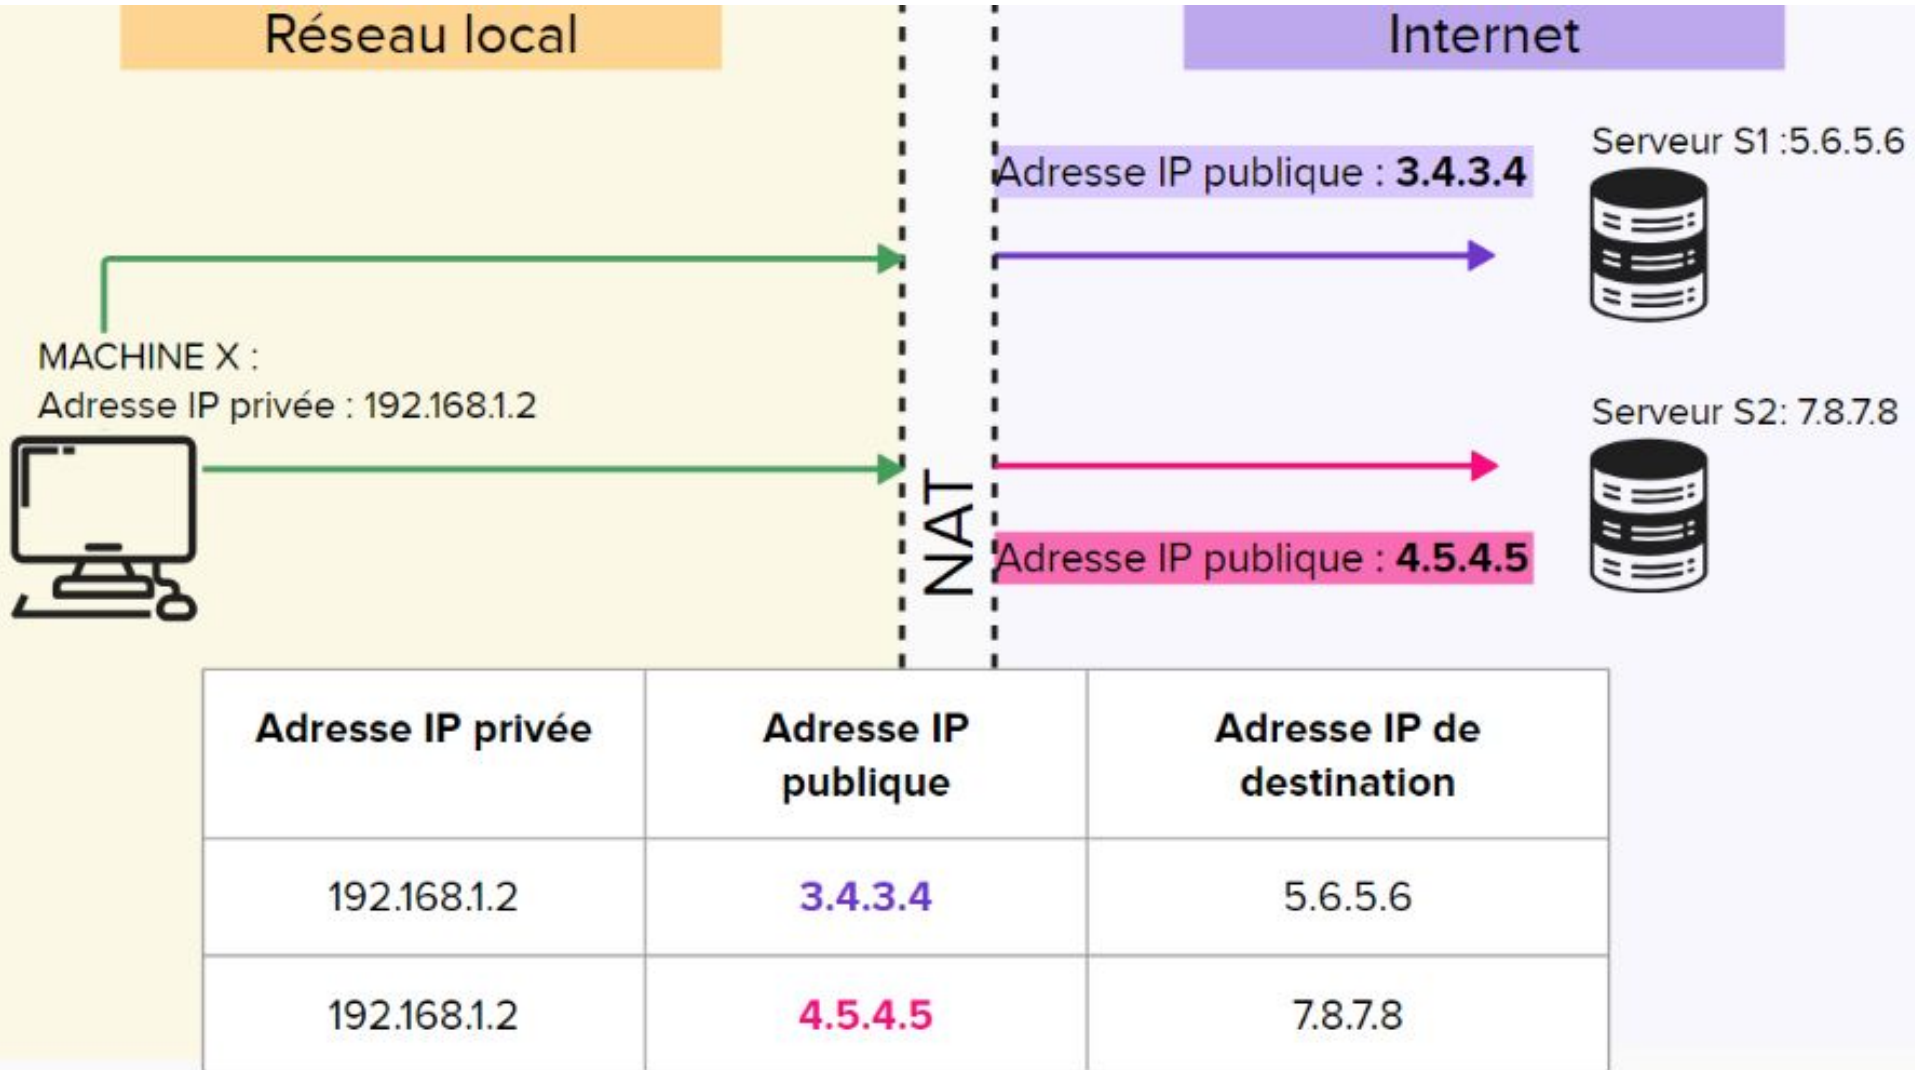 Réseau local
Internet
Serveur S1 :5.6.5.6
Adresse IP publique : 3.4.3.4
MACHINE X :
Adresse IP privée : 192.168.1.2
Serveur S2: 7.8.7.8
NAT
Adresse IP publique : 4.5.4.5
Adresse IP privée
Adresse IP
publique
Adresse IP de
destination
192.168.1.2
3.4.3.4
5.6.5.6
192.168.1.2
4.5.4.5
7.8.7.8